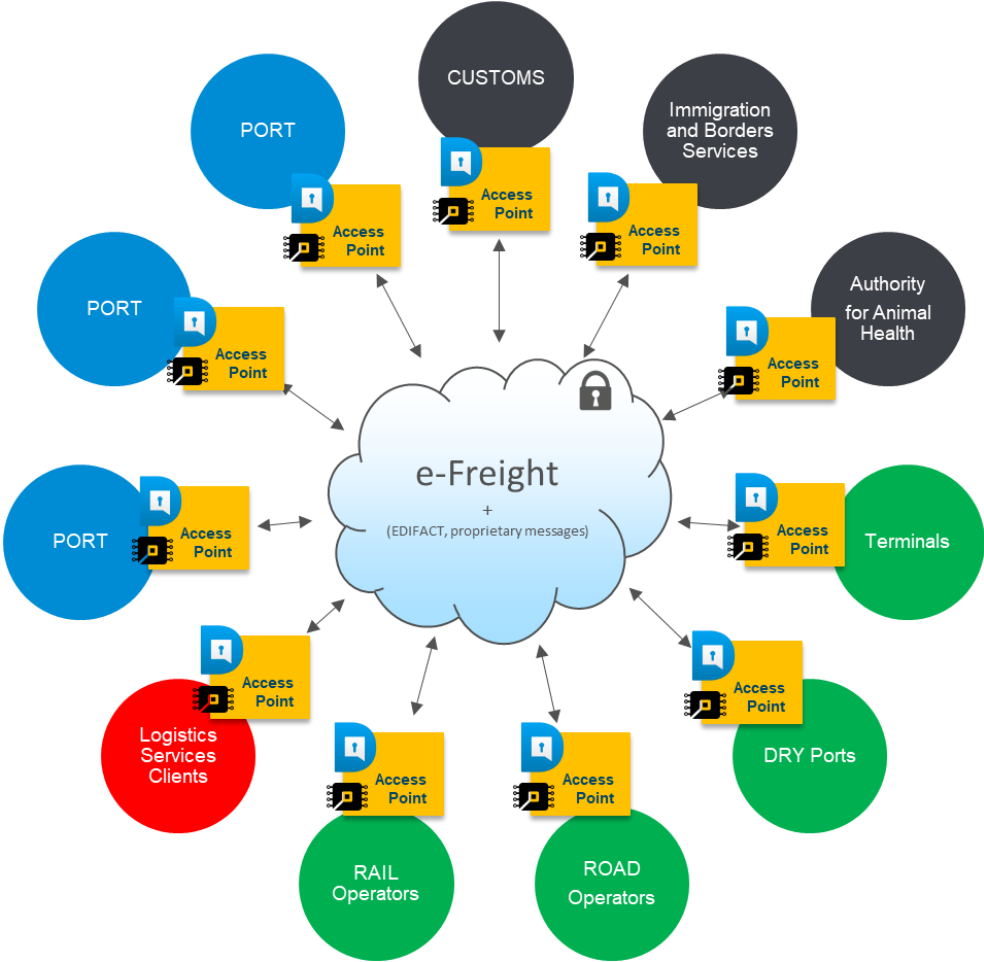 CUSTOMS
Access
Point
Immigration
and Borders
Services
Access
Point
Authority
for Animal
Health
Access
Point
Terminals
Access
Point
DRY Ports
Access
Point
ROAD
Operators
Access
Point
RAIL
Operators
Access
Point
Logistics
Services
Clients
Access
Point
PORT
Access
Point
PORT
Access
Point
PORT
Access
Point
e-Freight
+
(EDIFACT, proprietary messages)